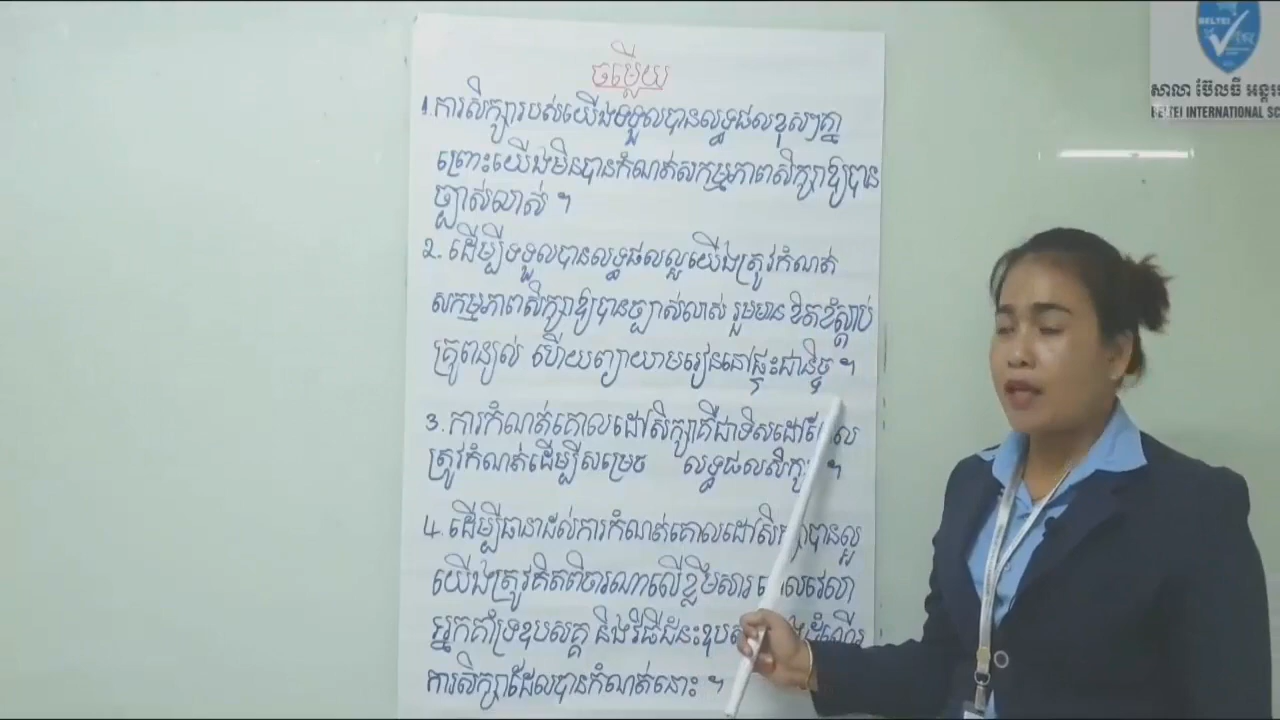 ចម្លើយ
1. ការសិក្សារបស់យើងទទួលបានលទ្ធផលខុសៗគ្នា
ព្រោះយើងមិនបានកំណត់សកម្មភាពសិក្សាឱ្យបាន
ច្បាស់លាស់ ។
2. ដើម្បីទទួលបានលទ្ធផលល្អយើងត្រូវកំណត់
សកម្មភាពសិក្សាឱ្យបានច្បាស់លាស់ រួមមាន ខិតខំស្តាប់
គ្រូពន្យល់ ហើយព្យាយាមរៀននៅផ្ទះជានិច្ច ។
3. ការកំណត់គោលដៅសិក្សាគឺជាទិសដៅដែល
ត្រូវកំណត់ដើម្បីសម្រេច លទ្ធផលសិក្សា ។
4. ដើម្បីធានាដល់ការកំណត់គោលដៅសិក្សាបានល្អ
យើងត្រូវគិតពិចារណាលើខ្លឹមសារ ពេលវេលា
អ្នកគាំទ្រឧបសគ្គ និងវិធីជំនះឧបស ដំណើរ
ការសិក្សាដែលបានកំណត់នោះ ។
BELTEI
សាលា ប៊ែលធី អន្តរ
BELTEI INTERNATIONAL SC